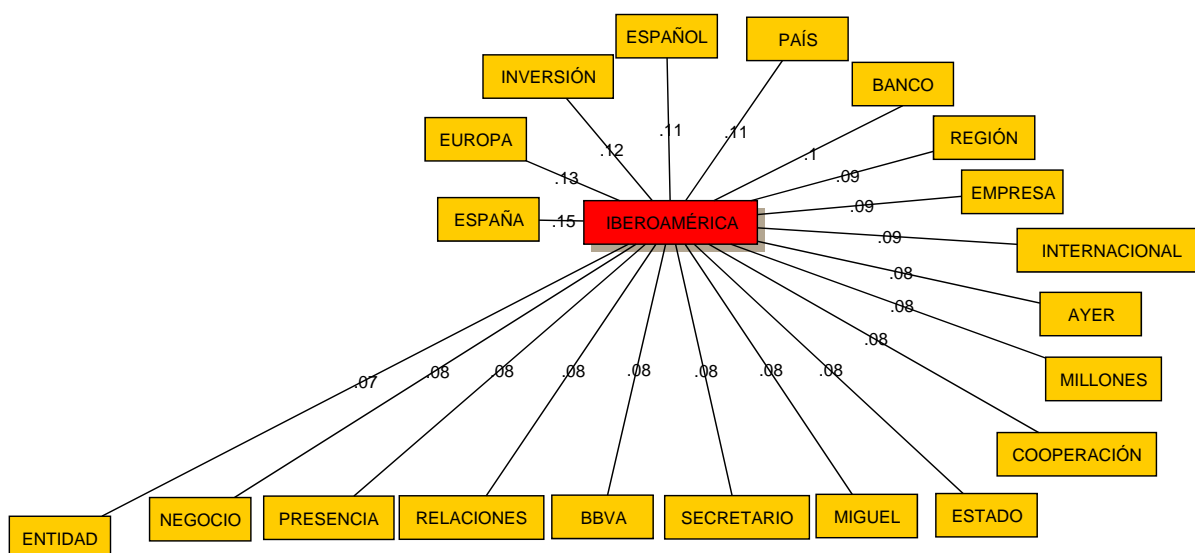 ESPAÑOL
PAÍS
INVERSIÓN
BANCO
EUROPA
REGIÓN
.11
.11
.12
.1
.13
.09
EMPRESA
ESPAÑA
.15
IBEROAMÉRICA
.09
.09
INTERNACIONAL
.08
AYER
.08
.08
MILLONES
.07
.08
.08
.08
.08
.08
.08
.08
COOPERACIÓN
ENTIDAD
NEGOCIO
PRESENCIA
RELACIONES
BBVA
SECRETARIO
MIGUEL
ESTADO